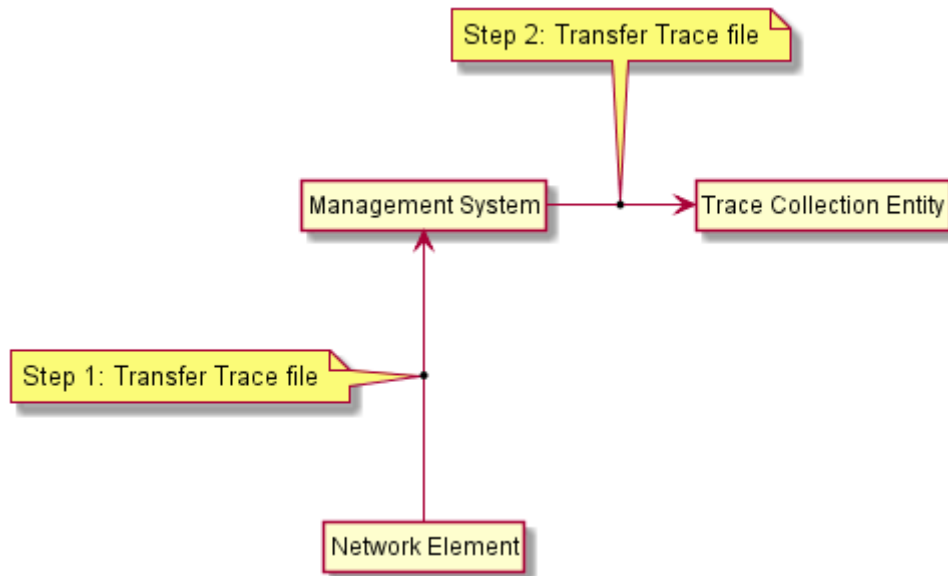 Step 2: Transfer Trace file
Management System
Trace Collection Entity
Step 1: Transfer Trace file
Network Element